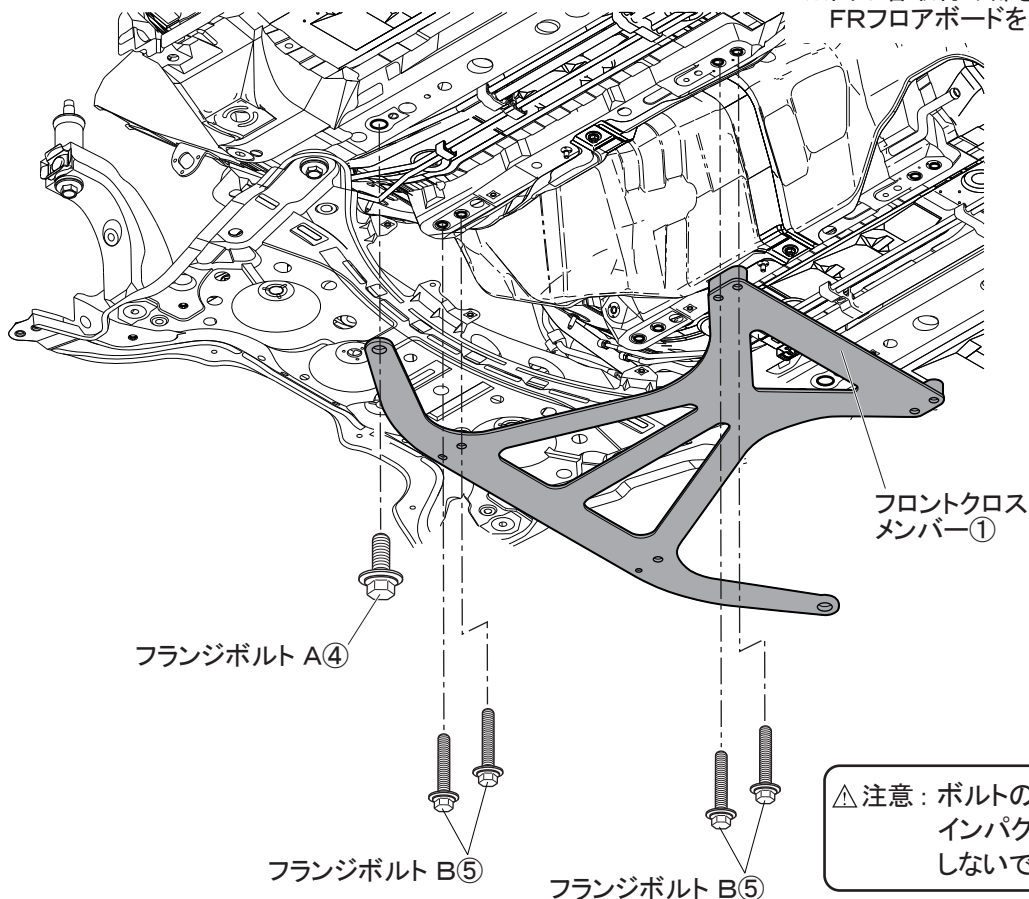 FRフロアボードを
フロントクロス
メンバー①
フランジボルト A④
フランジボルト B⑤
フランジボルト B⑤
⚠注意：ボルトの
インパク
しないで